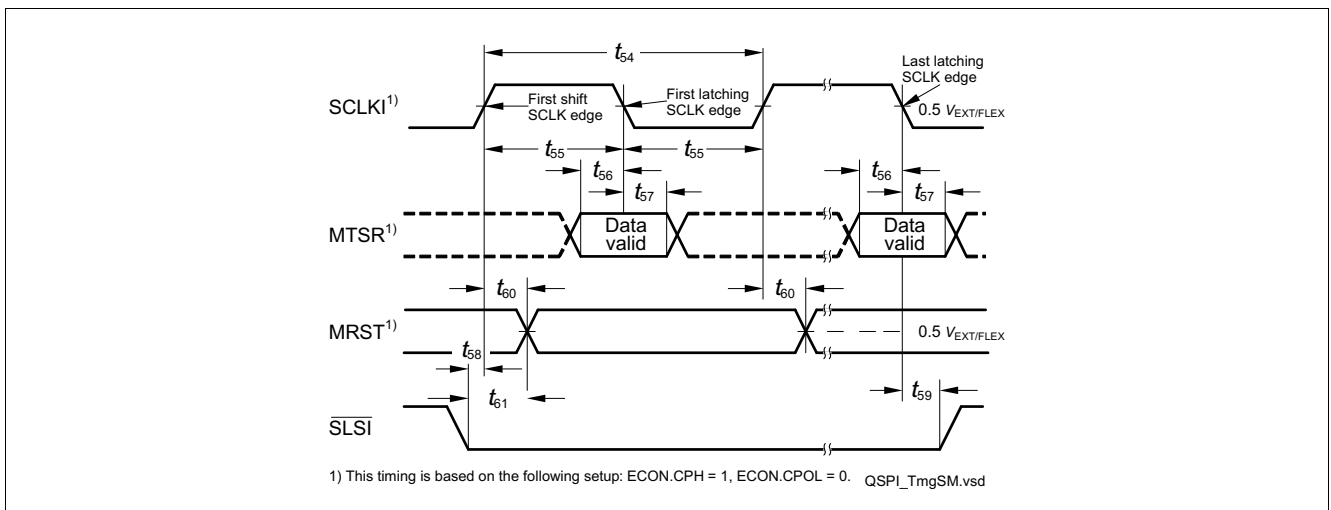 t54
Last latching
SCLK edge
SCLKI1)
First shift
SCLK edge
First latching
SCLK edge
0.5 VEXT/FLEX
t55
t55
t56
t56
t57
t57
MTSR1)
Data
valid
Data
valid
t60
t60
MRST1)
0.5 VEXT/FLEX
t58
t61
t59
SLSI
1) This timing is based on the following setup: ECON.CPH = 1, ECON.CPOL = 0.
QSPI_TmgSM.vsd